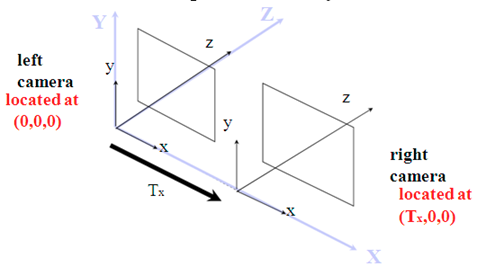 Y
Z
z
left
camera
located at
(0,0,0)
y
x
Tx
z
y
x
right
camera
located at
(Tx,0,0)
X